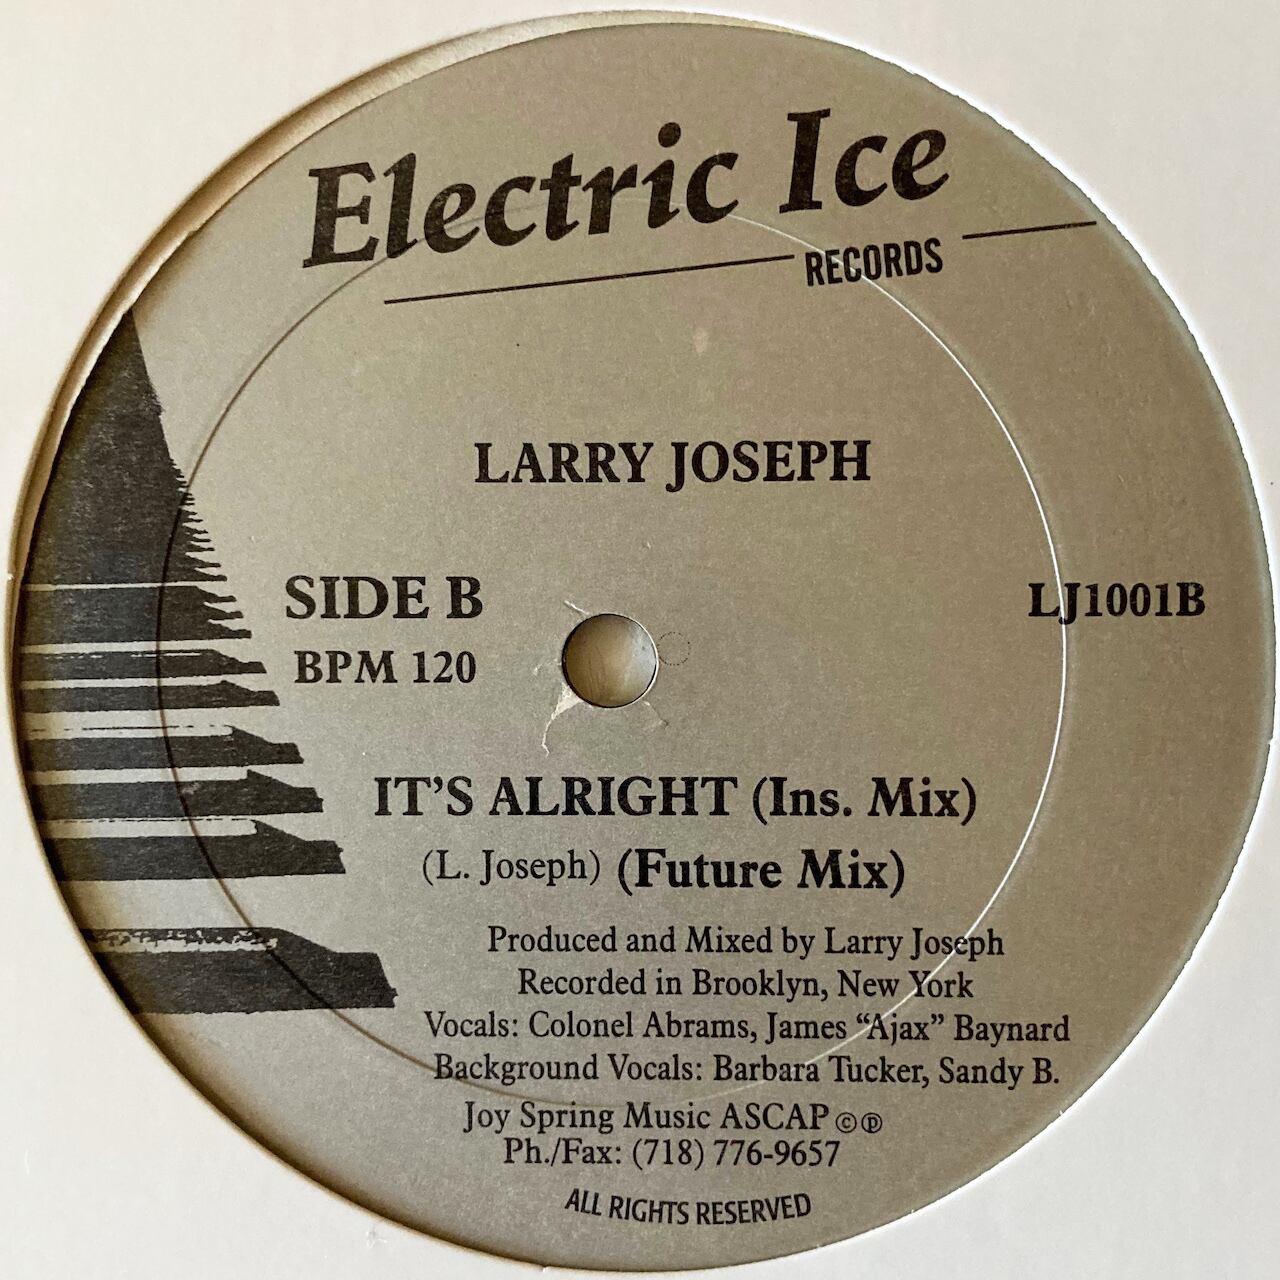 Electric Ice
RECORDS
LARRY JOSEPH
SIDE B
LJ1001B
BPM 120
IT'S ALRIGHT (Ins. Mix)
(L. Joseph) (Future Mix)
Produced and Mixed by Larry Joseph
Recorded in Brooklyn, New York
Vocals: Colonel Abrams, James “Ajax” Baynard
Background Vocals: Barbara Tucker, Sandy B.
Joy Spring Music ASCAP ©℗
Ph./Fax: (718) 776-9657
ALL RIGHTS RESERVED